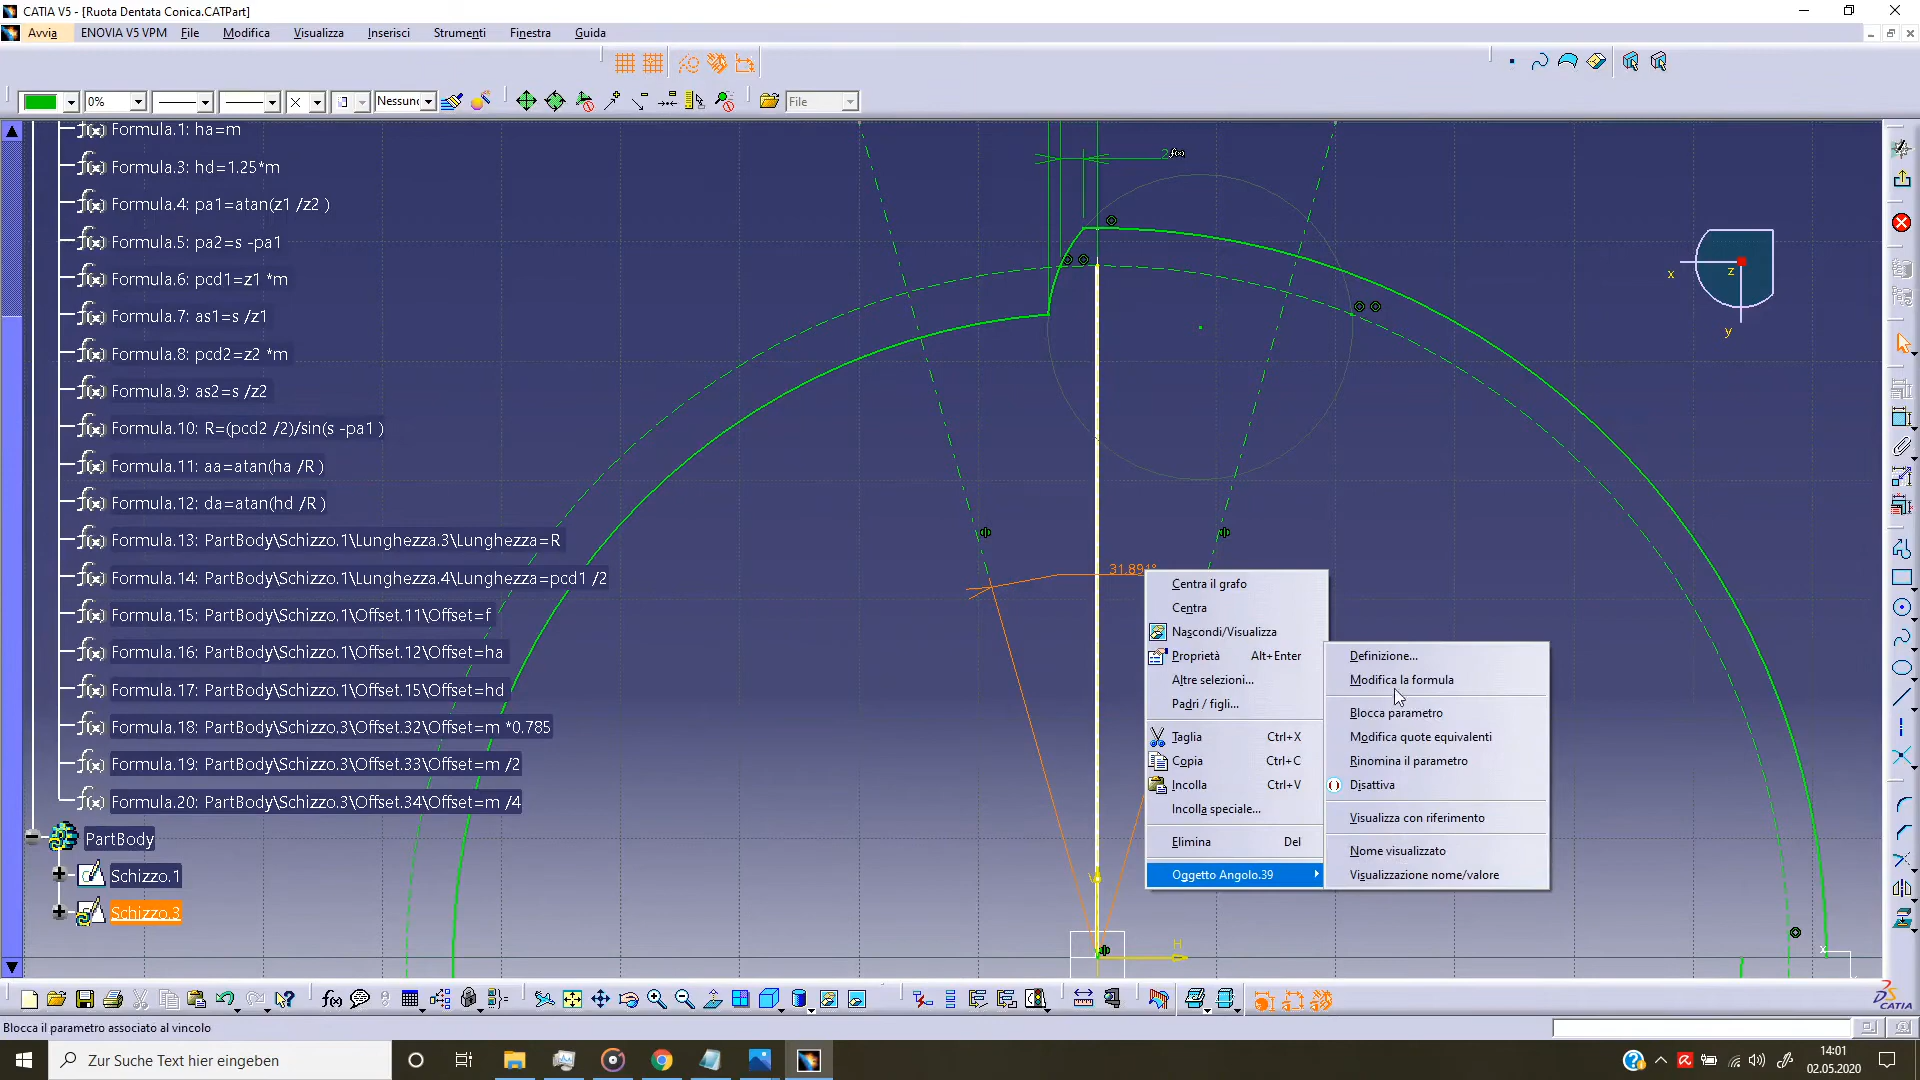 CATIA V5 - [Ruota Dentata Conica.CATPart]
Avvia ENOVIA V5 VPM File Modifica Visualizza Inserisci Strumenti Finestra Guida
0% Nessuno File
Formula.1: ha=m
Formula.3: hd=1.25*m
Formula.4: pa1=atan(z1 /z2 )
Formula.5: pa2=s -pa1
Formula.6: pcd1=z1 *m
Formula.7: as1=s /z1
Formula.8: pcd2=z2 *m
Formula.9: as2=s /z2
Formula.10: R=(pcd2 /2)/sin(s -pa1 )
Formula.11: aa=atan(ha /R )
Formula.12: da=atan(hd /R )
Formula.13: PartBody\Schizzo.1\Lunghezza.3\Lunghezza=R
Formula.14: PartBody\Schizzo.1\Lunghezza.4\Lunghezza=pcd1 /2
Formula.15: PartBody\Schizzo.1\Offset.11\Offset=f
Formula.16: PartBody\Schizzo.1\Offset.12\Offset=ha
Formula.17: PartBody\Schizzo.1\Offset.15\Offset=hd
Formula.18: PartBody\Schizzo.3\Offset.32\Offset=m *0.785
Formula.19: PartBody\Schizzo.3\Offset.33\Offset=m /2
Formula.20: PartBody\Schizzo.3\Offset.34\Offset=m /4
PartBody
Schizzo.1
Schizzo.3
f(x)
x
z
y
31.891°
Centra il grafo
Centra
Nascondi/Visualizza
Proprietà Alt+Enter
Altre selezioni...
Padri / figli...
Taglia Ctrl+X
Copia Ctrl+C
Incolla Ctrl+V
Incolla speciale...
Elimina Del
Oggetto Angolo.39
Definizione...
Modifica la formula
Blocca parametro
Modifica quote equivalenti
Rinomina il parametro
Disattiva
Visualizza con riferimento
Nome visualizzato
Visualizzazione nome/valore
H
x
f(x)
CATIA
Blocca il parametro associato al vincolo
Zur Suche Text hier eingeben
14:01
02.05.2020